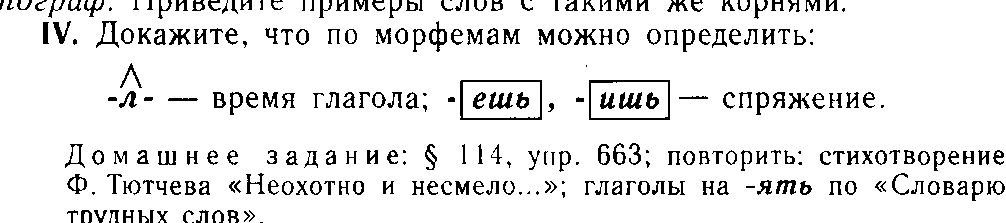 пограф. Приведите примеры слов с такими же корнями.
IV. Докажите, что по морфемам можно определить:
-л- — время глагола; -ешь, -ишь — спряжение.
Домашнее задание: § 114, упр. 663; повторить: стихотворение
Ф. Тютчева «Неохотно и несмело...»; глаголы на -ять по «Словарю
трудных слов».